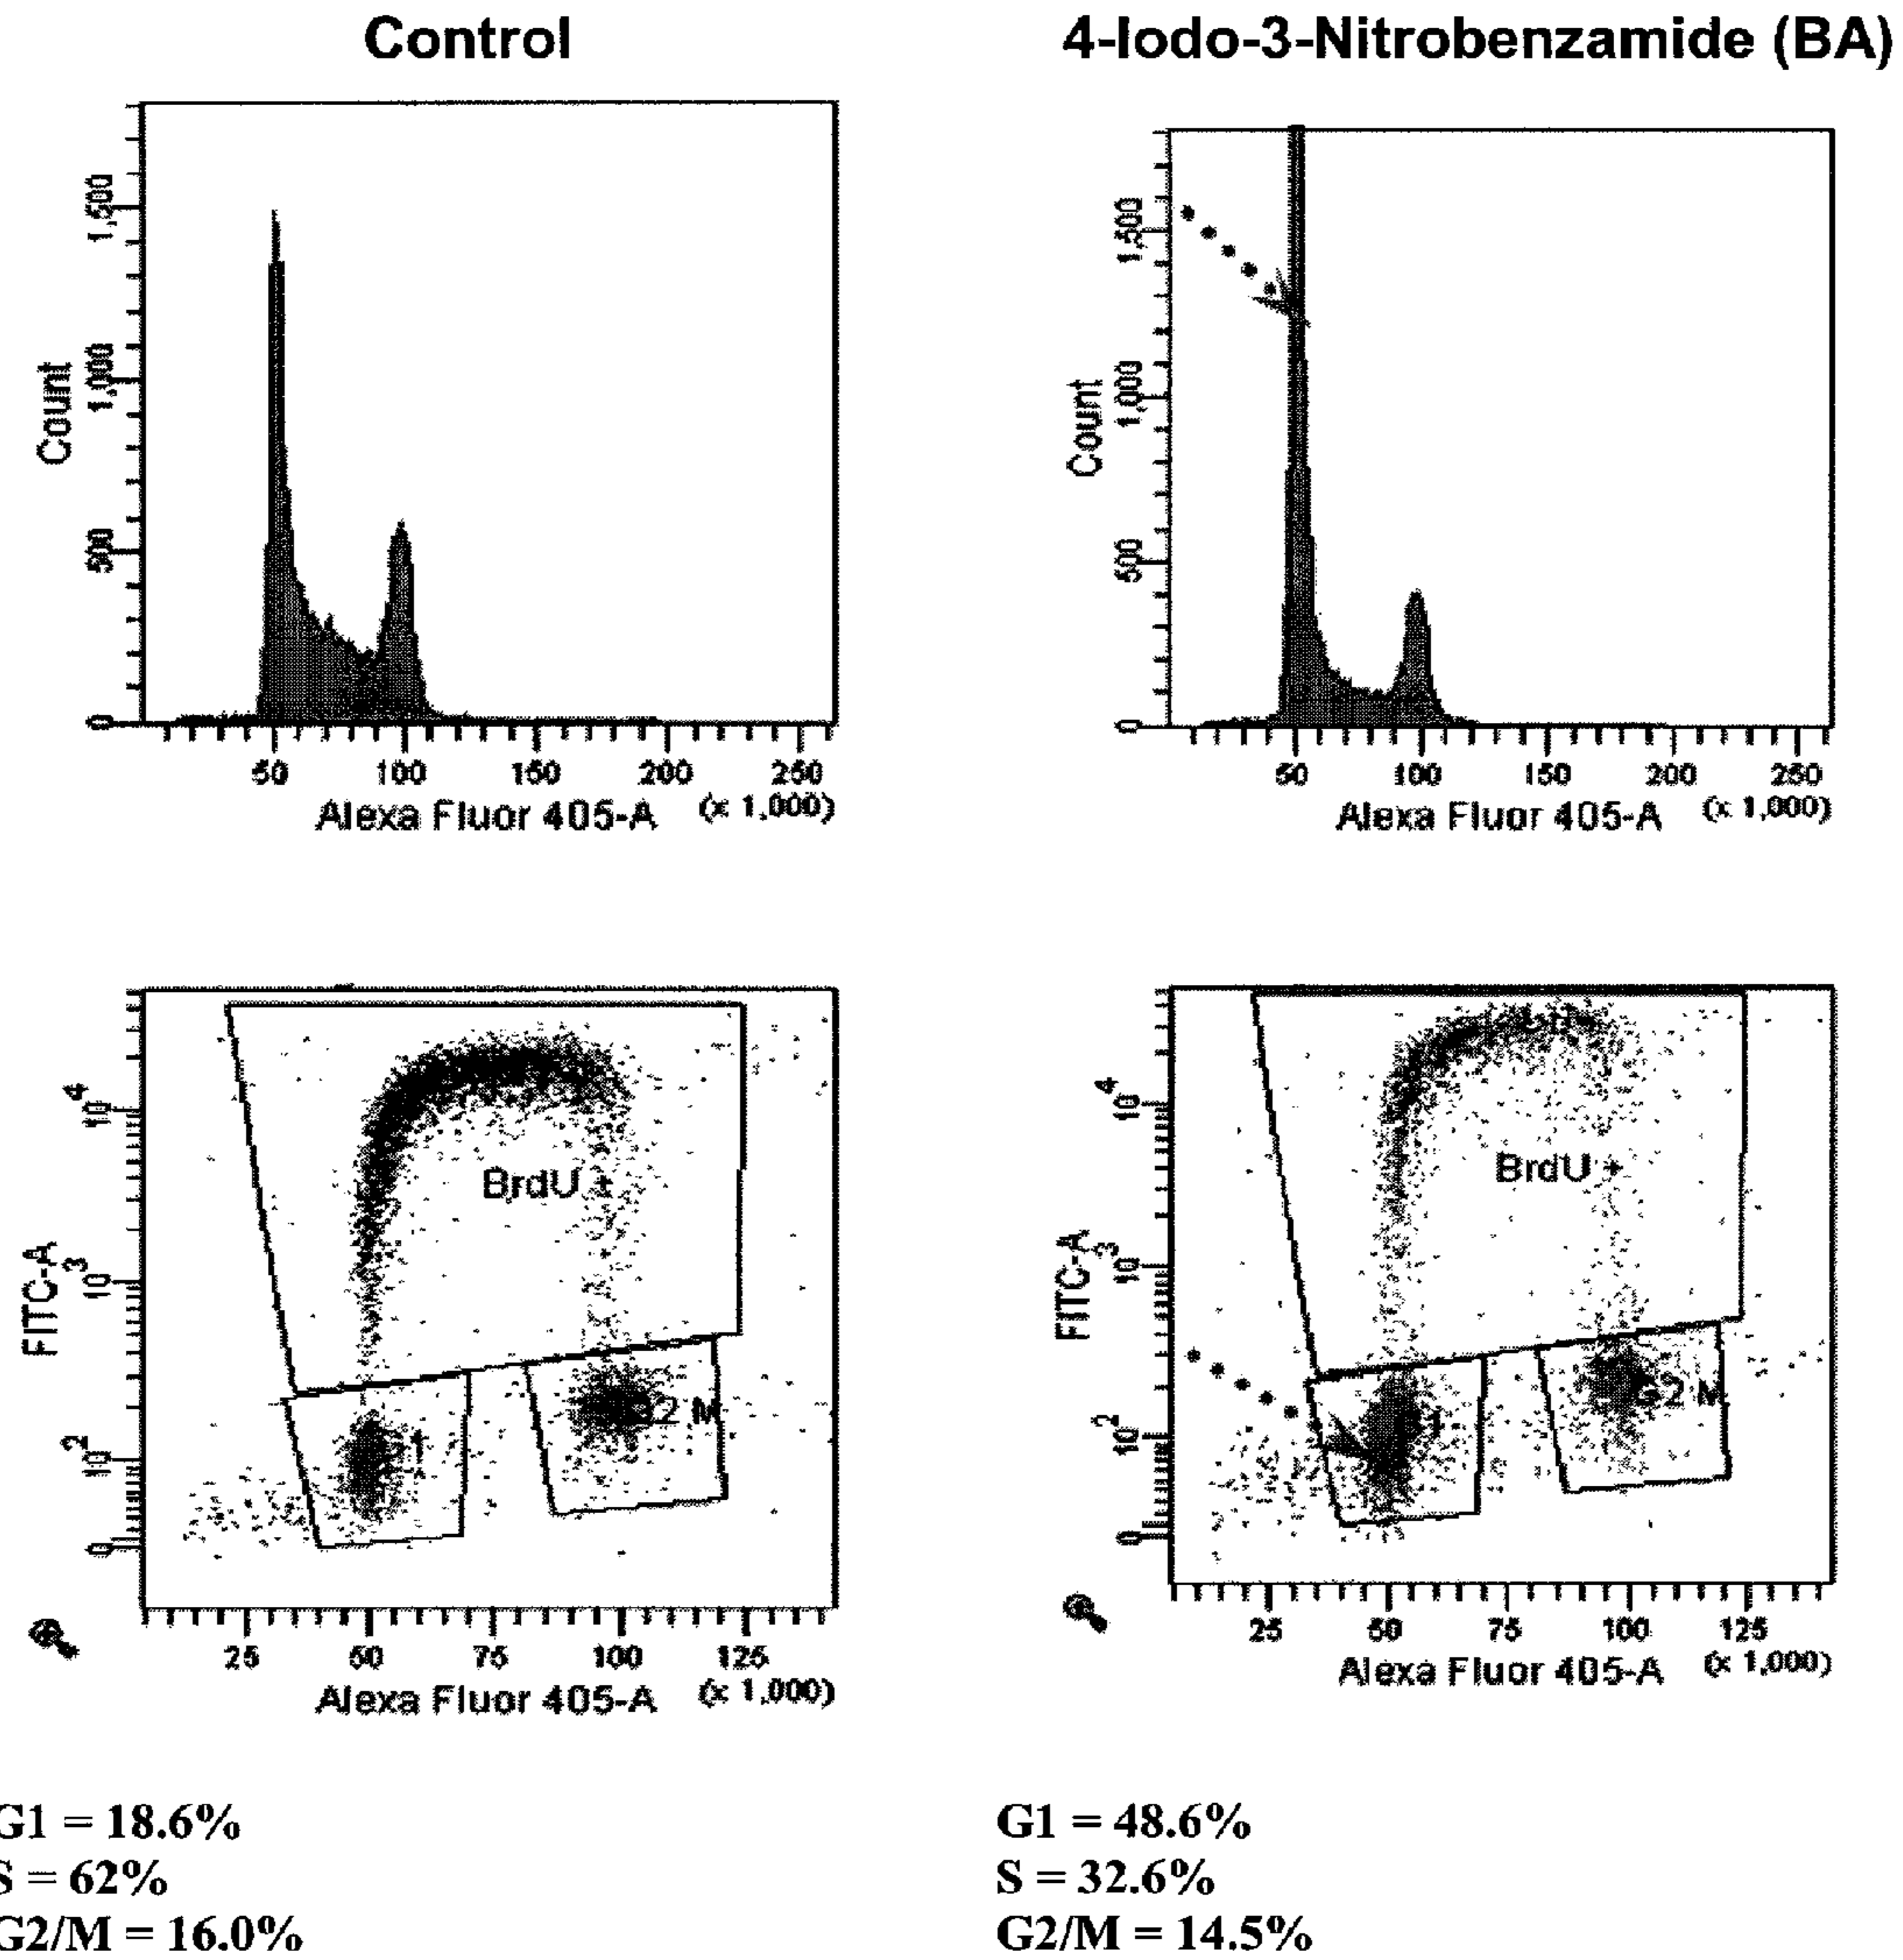 Control
4-Iodo-3-Nitrobenzamide (BA)
Count
0
500
1,000
1,500
50
100
150
200
250
Alexa Fluor 405-A
(x 1,000)
Count
0
500
1,000
1,500
50
100
150
200
250
Alexa Fluor 405-A
(x 1,000)
FITC-A
0
10 2
10 3
10 4
BrdU +
1
G2 M
25
50
75
100
125
Alexa Fluor 405-A
(x 1,000)
FITC-A
0
10 2
10 3
10 4
BrdU +
1
G2 M
25
50
75
100
125
Alexa Fluor 405-A
(x 1,000)
G1 = 18.6%
S = 62%
G2/M = 16.0%
G1 = 48.6%
S = 32.6%
G2/M = 14.5%